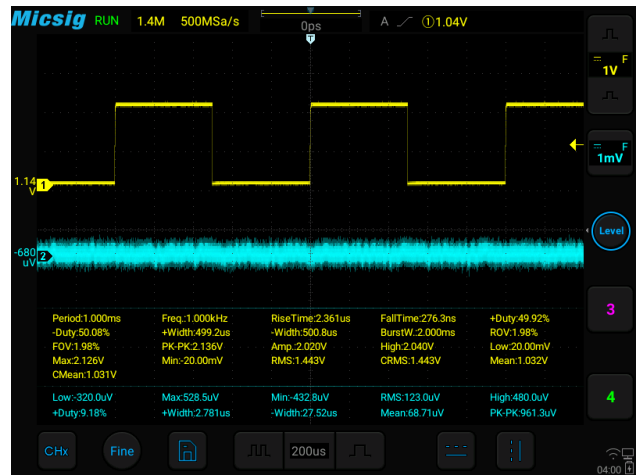 Micsig RUN 1.4M 500MSa/s 0ps A ①1.04V
T
F
1V
F
1mV
1.14 V 1
Level
-680 uV 2
3
Period:1.000ms Freq.:1.000kHz RiseTime:2.361us FallTime:276.3ns +Duty:49.92%
-Duty:50.08% +Width:499.2us -Width:500.8us BurstW.:2.000ms ROV:1.98%
FOV:1.98% PK-PK:2.136V Amp.:2.020V High:2.040V Low:20.00mV
Max:2.126V Min:-20.00mV RMS:1.443V CRMS:1.443V Mean:1.032V
CMean:1.031V
Low:-320.0uV Max:528.5uV Min:-432.8uV RMS:123.0uV High:480.0uV
+Duty:9.18% +Width:2.781us -Width:27.52us Mean:68.71uV PK-PK:961.3uV
4
CHx Fine 200us
04:00